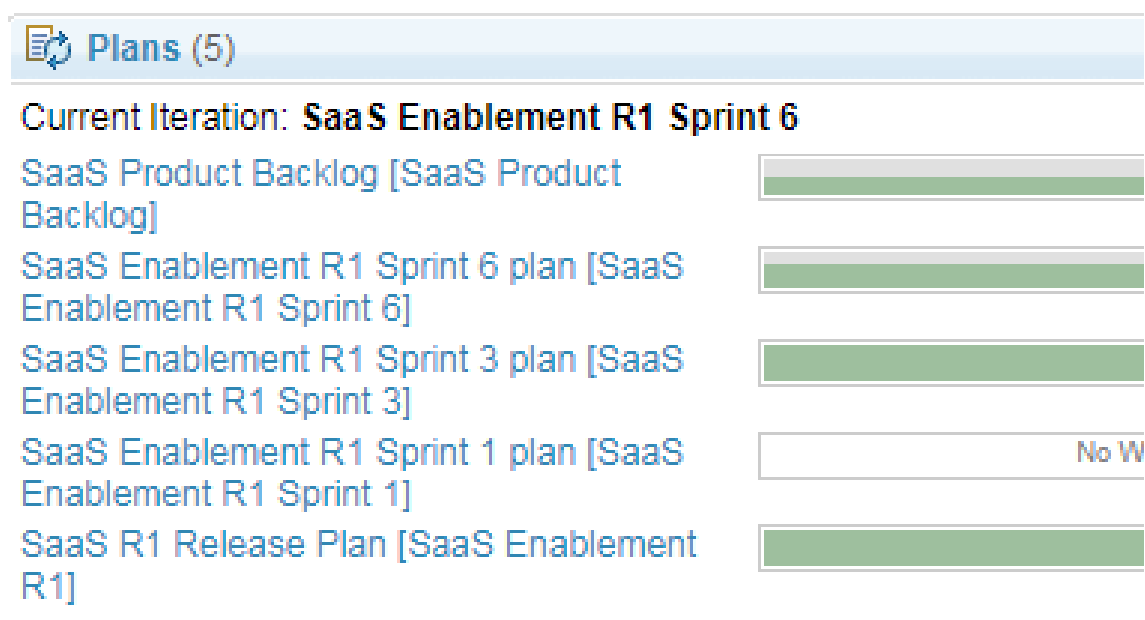 Plans (5)
Current Iteration: SaaS Enablement R1 Sprint 6
SaaS Product Backlog [SaaS Product
Backlog]
SaaS Enablement R1 Sprint 6 plan [SaaS
Enablement R1 Sprint 6]
SaaS Enablement R1 Sprint 3 plan [SaaS
Enablement R1 Sprint 3]
SaaS Enablement R1 Sprint 1 plan [SaaS
Enablement R1 Sprint 1]
No W
SaaS R1 Release Plan [SaaS Enablement
R1]